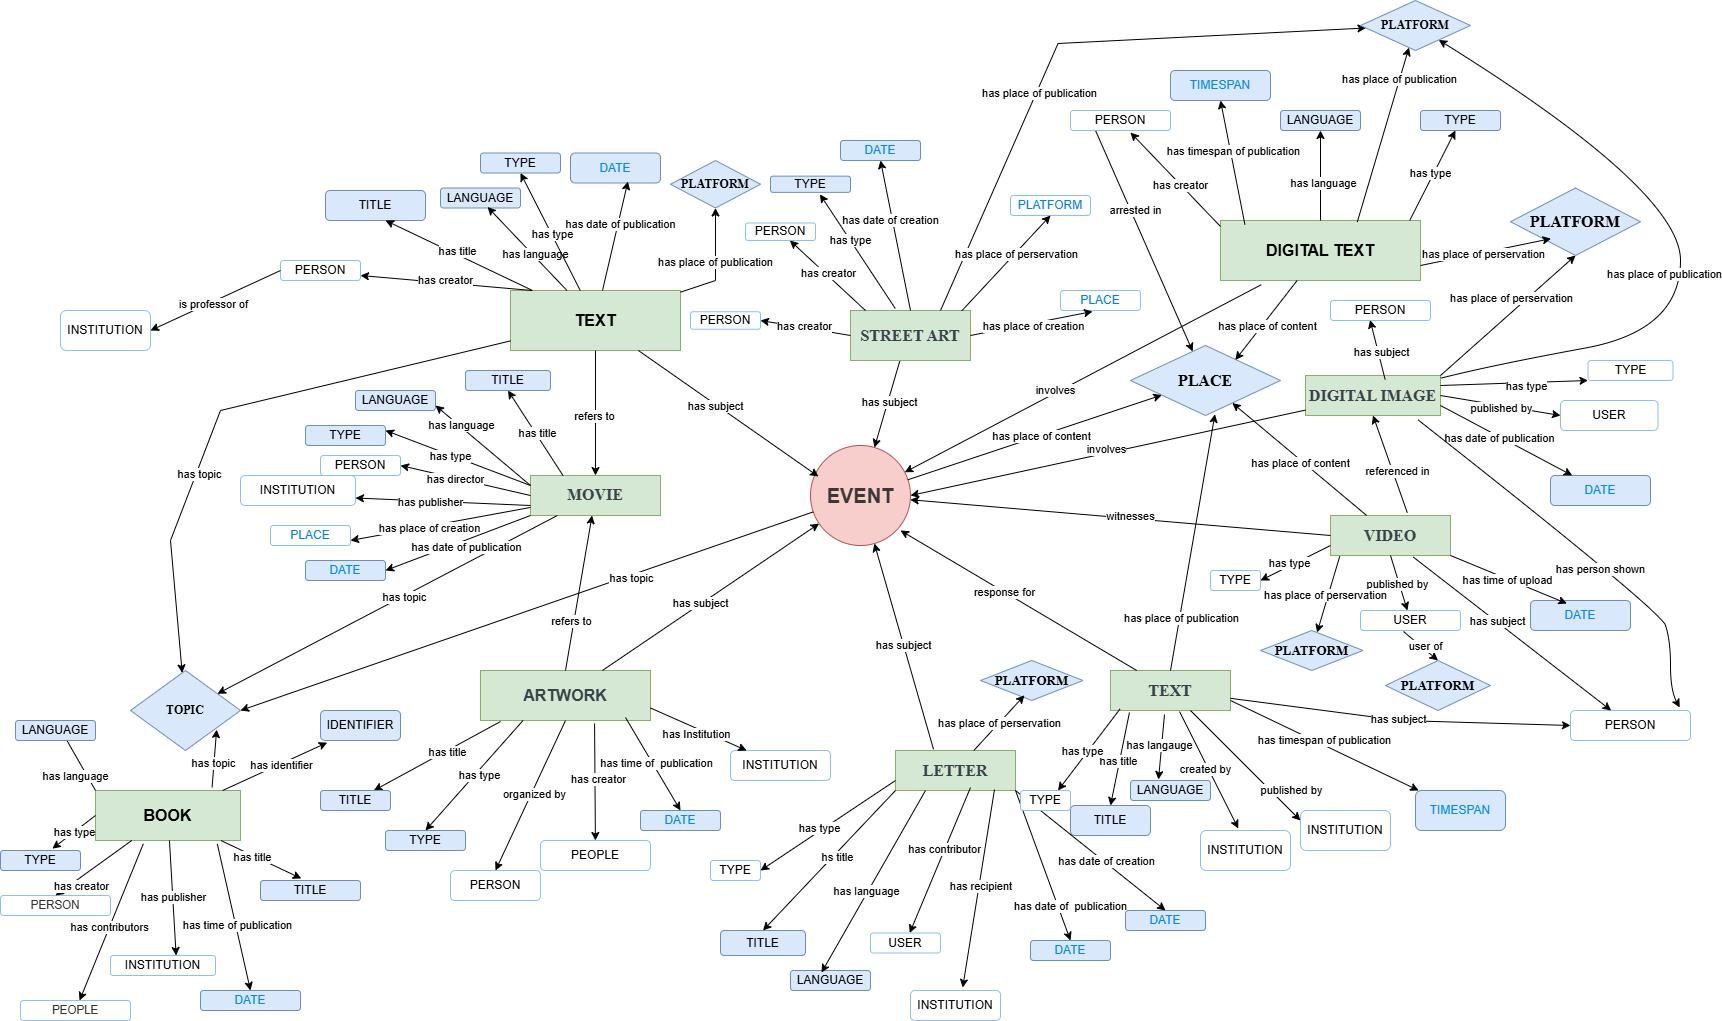 PLATFORM
has place of publication
has place of publication
TIMESPAN
PERSON
LANGUAGE
TYPE
has timespan of publication
has creator
has language
has type
arrested in
DATE
TYPE
PERSON
PLATFORM
has date of creation
has type
has creator
has place of perservation
PERSON
has creator
STREET ART
PLACE
has place of creation
has subject
TYPE
DATE
LANGUAGE
TITLE
PLATFORM
has date of publication
has type
has language
has title
has place of publication
PERSON
has creator
is professor of
INSTITUTION
TEXT
DIGITAL TEXT
PLATFORM
has place of perservation
has place of publication
has place of perservation
has place of content
PERSON
has subject
PLACE
DIGITAL IMAGE
TYPE
has type
published by
USER
has date of publication
DATE
involves
has place of content
involves
has place of content
referenced in
TITLE
LANGUAGE
has language
has title
refers to
has subject
TYPE
has type
PERSON
has director
INSTITUTION
has publisher
PLACE
has place of creation
DATE
has date of publication
MOVIE
has topic
has topic
has topic
EVENT
witnesses
VIDEO
has type
TYPE
has place of perservation
PLATFORM
published by
USER
user of
PLATFORM
has time of upload
DATE
has subject
has person shown
PERSON
response for
has place of publication
has subject
has subject
refers to
TOPIC
ARTWORK
has title
TITLE
has type
TYPE
organized by
PERSON
has creator
PEOPLE
has time of publication
DATE
has Institution
INSTITUTION
PLATFORM
has place of perservation
LETTER
has type
TYPE
hs title
TITLE
has language
LANGUAGE
has contributor
USER
has recipient
INSTITUTION
has date of  publication
DATE
has date of creation
DATE
TEXT
has subject
has type
TYPE
has title
TITLE
has langauge
LANGUAGE
created by
INSTITUTION
published by
INSTITUTION
has timespan of publication
TIMESPAN
LANGUAGE
has language
IDENTIFIER
has identifier
has topic
BOOK
has type
TYPE
has creator
PERSON
has contributors
PEOPLE
has publisher
INSTITUTION
has time of publication
DATE
has title
TITLE